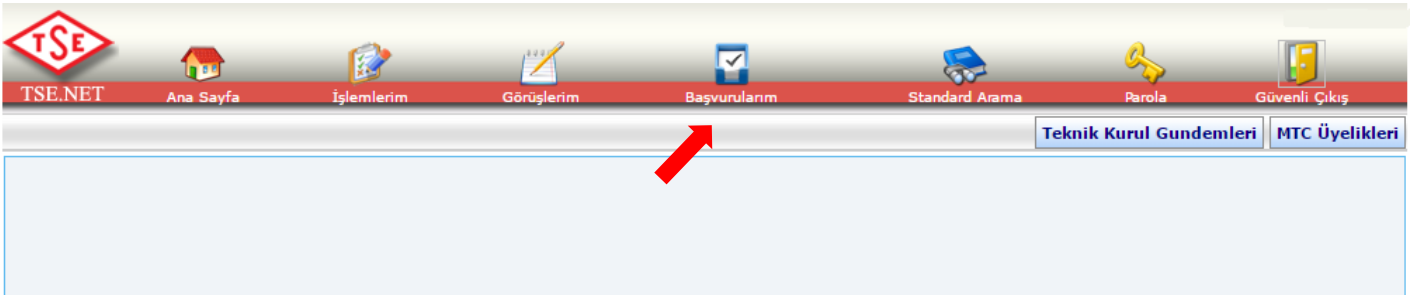 TSE
TSE.NET
Ana Sayfa
İşlemlerim
Görüşlerim
Başvurularım
Standard Arama
Parola
Güvenli Çıkış
Teknik Kurul Gundemleri
MTC Üyelikleri